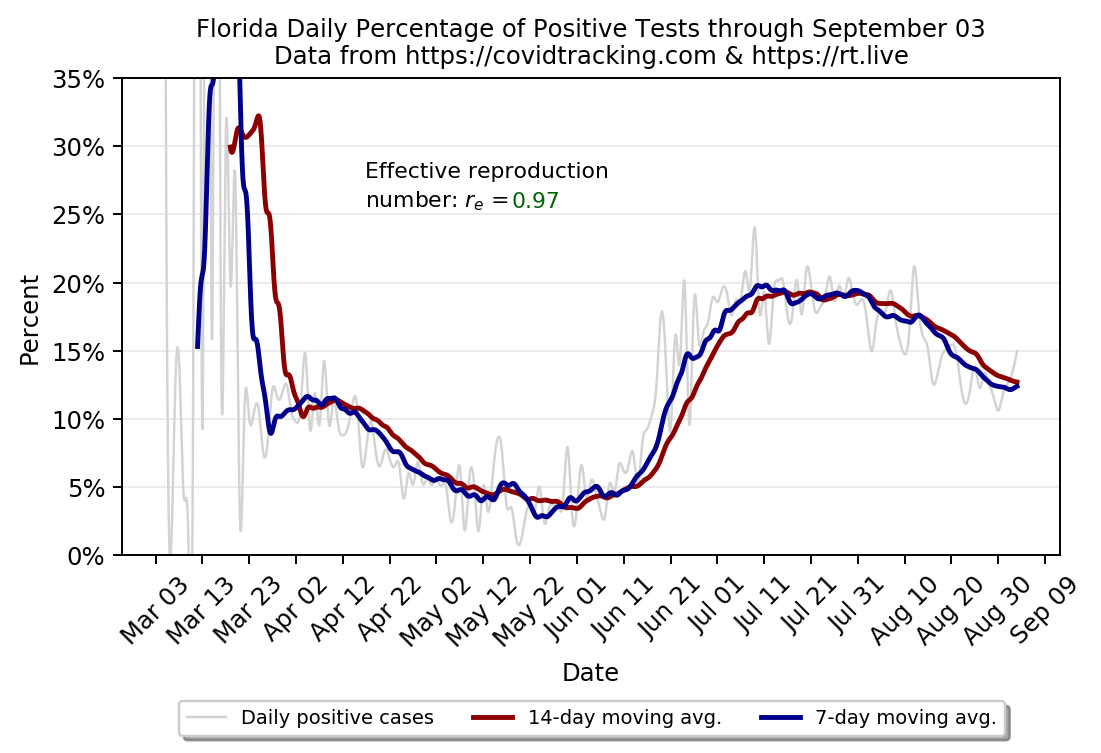 Florida Daily Percentage of Positive Tests through September 03
Data from https://covidtracking.com & https://rt.live
35%
30%
25%
20%
15%
10%
5%
0%
Percent
Effective reproduction
number: re = 0.97
Mar 03
Mar 13
Mar 23
Apr 02
Apr 12
Apr 22
May 02
May 12
May 22
Jun 01
Jun 11
Jun 21
Jul 01
Jul 11
Jul 21
Jul 31
Aug 10
Aug 20
Aug 30
Sep 09
Date
Daily positive cases
14-day moving avg.
7-day moving avg.